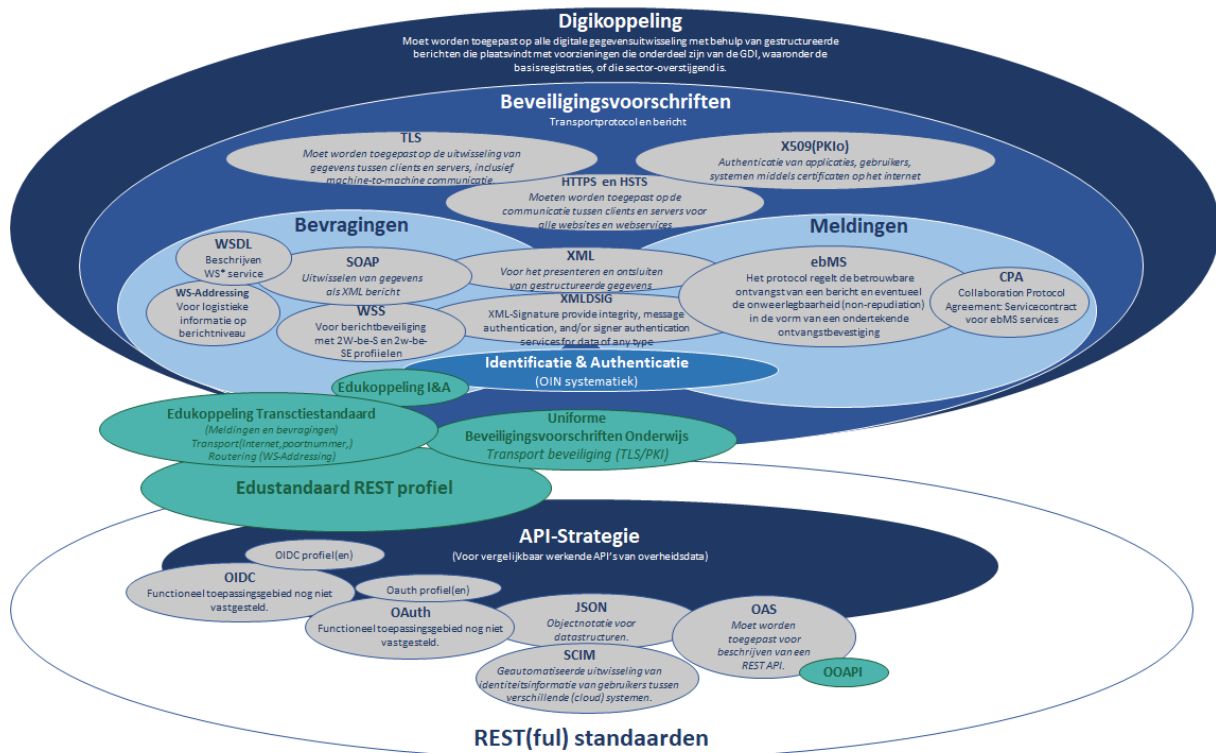 Digikoppeling
Moet worden toegepast op alle digitale gegevensuitwisseling met behulp van gestructureerde
berichten die plaatsvindt met voorzieningen die onderdeel zijn van de GDI, waaronder de
basisregistraties, of die sector-overstijgend is.
Beveiligingsvoorschriften
Transportprotocol en bericht
TLS
Moet worden toegepast op de uitwisseling van
gegevens tussen clients en servers, inclusief
machine-to-machine communicatie.
X509(PKIo)
Authenticatie van applicaties, gebruikers,
systemen middels certificaten op het internet
HTTPS en HSTS
Moeten worden toegepast op de
communicatie tussen clients en servers voor
alle websites en webservices
Bevragingen
Meldingen
WSDL
Beschrijven
WS* service
SOAP
Uitwisselen van gegevens
als XML bericht
XML
Voor het presenteren en ontsluiten
van gestructureerde gegevens
ebMS
Het protocol regelt de betrouwbare
ontvangst van een bericht en eventueel
de onweerlegbaarheid (non-repudiation)
in de vorm van een ondertekende
ontvangstbevestiging
CPA
Collaboration Protocol
Agreement: Servicecontract
voor ebMS services
WS-Addressing
Voor logistieke
informatie op
berichtniveau
WSS
Voor berichtbeveiliging
met 2W-be-S en 2w-be-
SE profiielen
XMLDSIG
XML-Signature provide integrity, message
authentication, and/or signer authentication
services for data of any type
Identificatie & Authenticatie
(OIN systematiek)
Edukoppeling I&A
Edukoppeling Transctiestandaard
(Meldingen en bevragingen)
Transport(Internet,poortnummer,)
Routering (WS-Addressing)
Uniforme
Beveiligingsvoorschriften Onderwijs
Transport beveiliging (TLS/PKI)
Edustandaard REST profiel
API-Strategie
(Voor vergelijkbaar werkende API's van overheidsdata)
OIDC profiel(en)
OIDC
Functioneel toepassingsgebied nog niet
vastgesteld.
Oauth profiel(en)
OAuth
Functioneel toepassingsgebied nog niet
vastgesteld.
JSON
Objectnotatie voor
datastructuren.
OAS
Moet worden
toegepast voor
beschrijven van een
REST API.
SCIM
Geautomatiseerde uitwisseling van
identiteitsinformatie van gebruikers tussen
verschillende (cloud) systemen.
OOAPI
REST(ful) standaarden